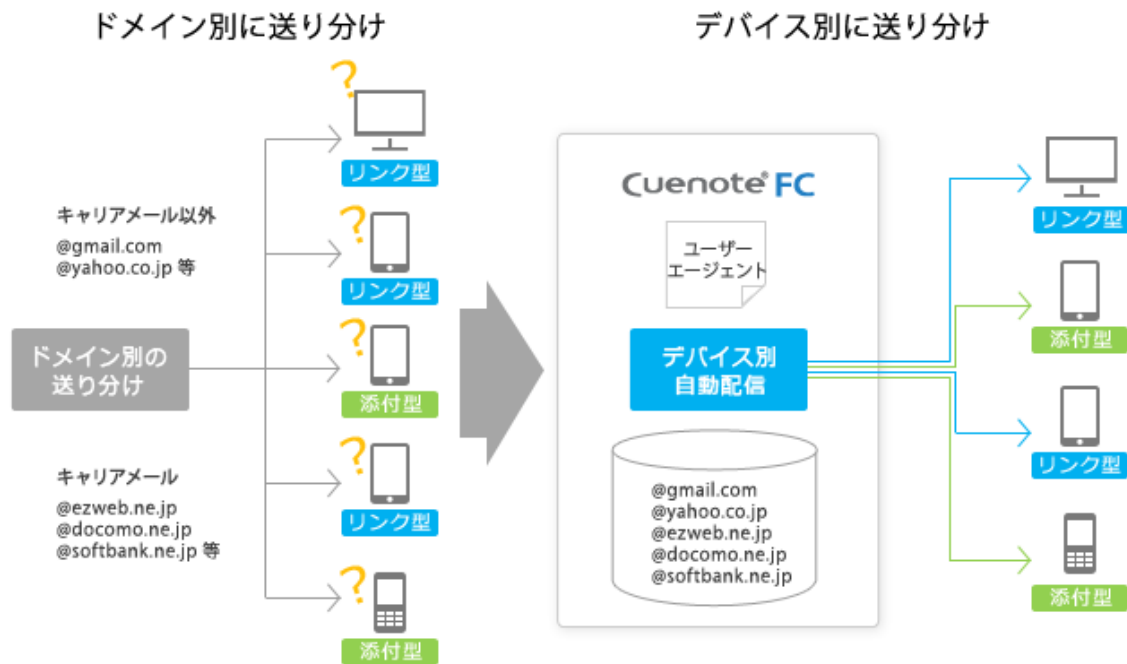 ドメイン別に送り分け
デバイス別に送り分け
?
リンク型
キャリアメール以外
@gmail.com
@yahoo.co.jp 等
?
リンク型
ドメイン別の
送り分け
?
添付型
キャリアメール
@ezweb.ne.jp
@docomo.ne.jp
@softbank.ne.jp 等
?
リンク型
?
添付型
Cuenote® FC
ユーザー
エージェント
デバイス別
自動配信
@gmail.com
@yahoo.co.jp
@ezweb.ne.jp
@docomo.ne.jp
@softbank.ne.jp
リンク型
添付型
リンク型
添付型